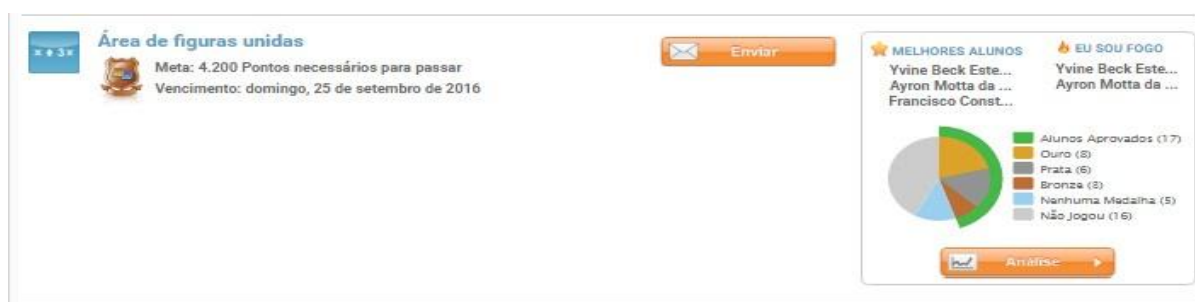 x + 3x
Área de figuras unidas
Meta: 4.200 Pontos necessários para passar
Vencimento: domingo, 25 de setembro de 2016
Enviar
MELHORES ALUNOS
Yvine Beck Este...
Ayron Motta da ...
Francisco Const...
EU SOU FOGO
Yvine Beck Este...
Ayron Motta da ...
Alunos Aprovados (17)
Ouro (8)
Prata (6)
Bronze (3)
Nenhuma Medalha (5)
Não Jogou (16)
Análise